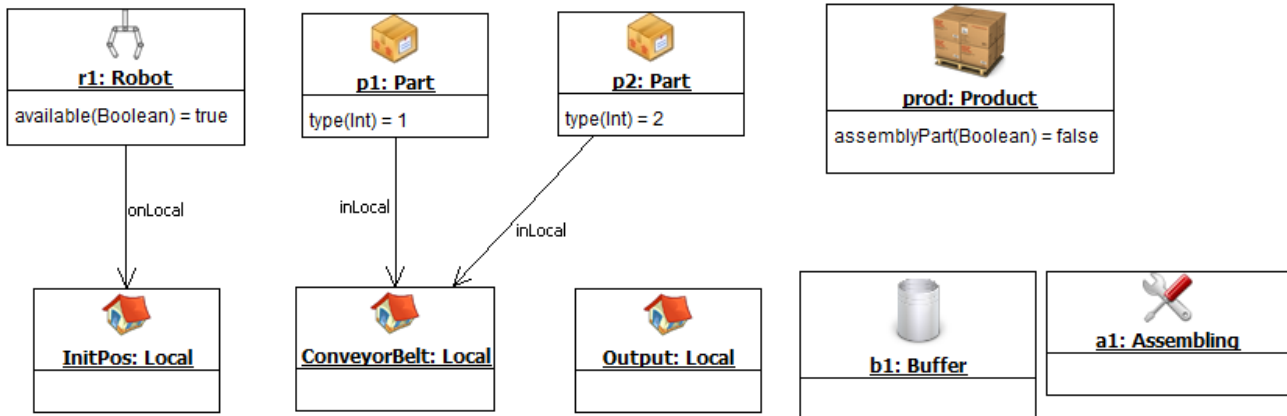 r1: Robot
available(Boolean) = true
p1: Part
type(Int) = 1
p2: Part
type(Int) = 2
prod: Product
assemblyPart(Boolean) = false
onLocal
inLocal
inLocal
InitPos: Local
ConveyorBelt: Local
Output: Local
b1: Buffer
a1: Assembling